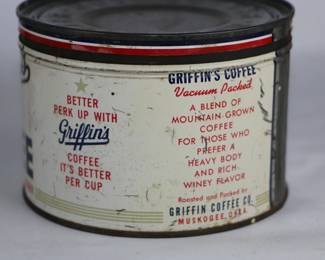 BETTER
PERK UP WITH
Griffin's
COFFEE
IT'S BETTER
PER CUP
GRIFFIN'S COFFEE
Vacuum Packed
A BLEND OF
MOUNTAIN GROWN
COFFEE
FOR THOSE WHO
PREFER A
HEAVY BODY
AND RICH,
WINEY FLAVOR
Roasted and Packed by
GRIFFIN COFFEE CO.
MUSKOGEE, OKLA.